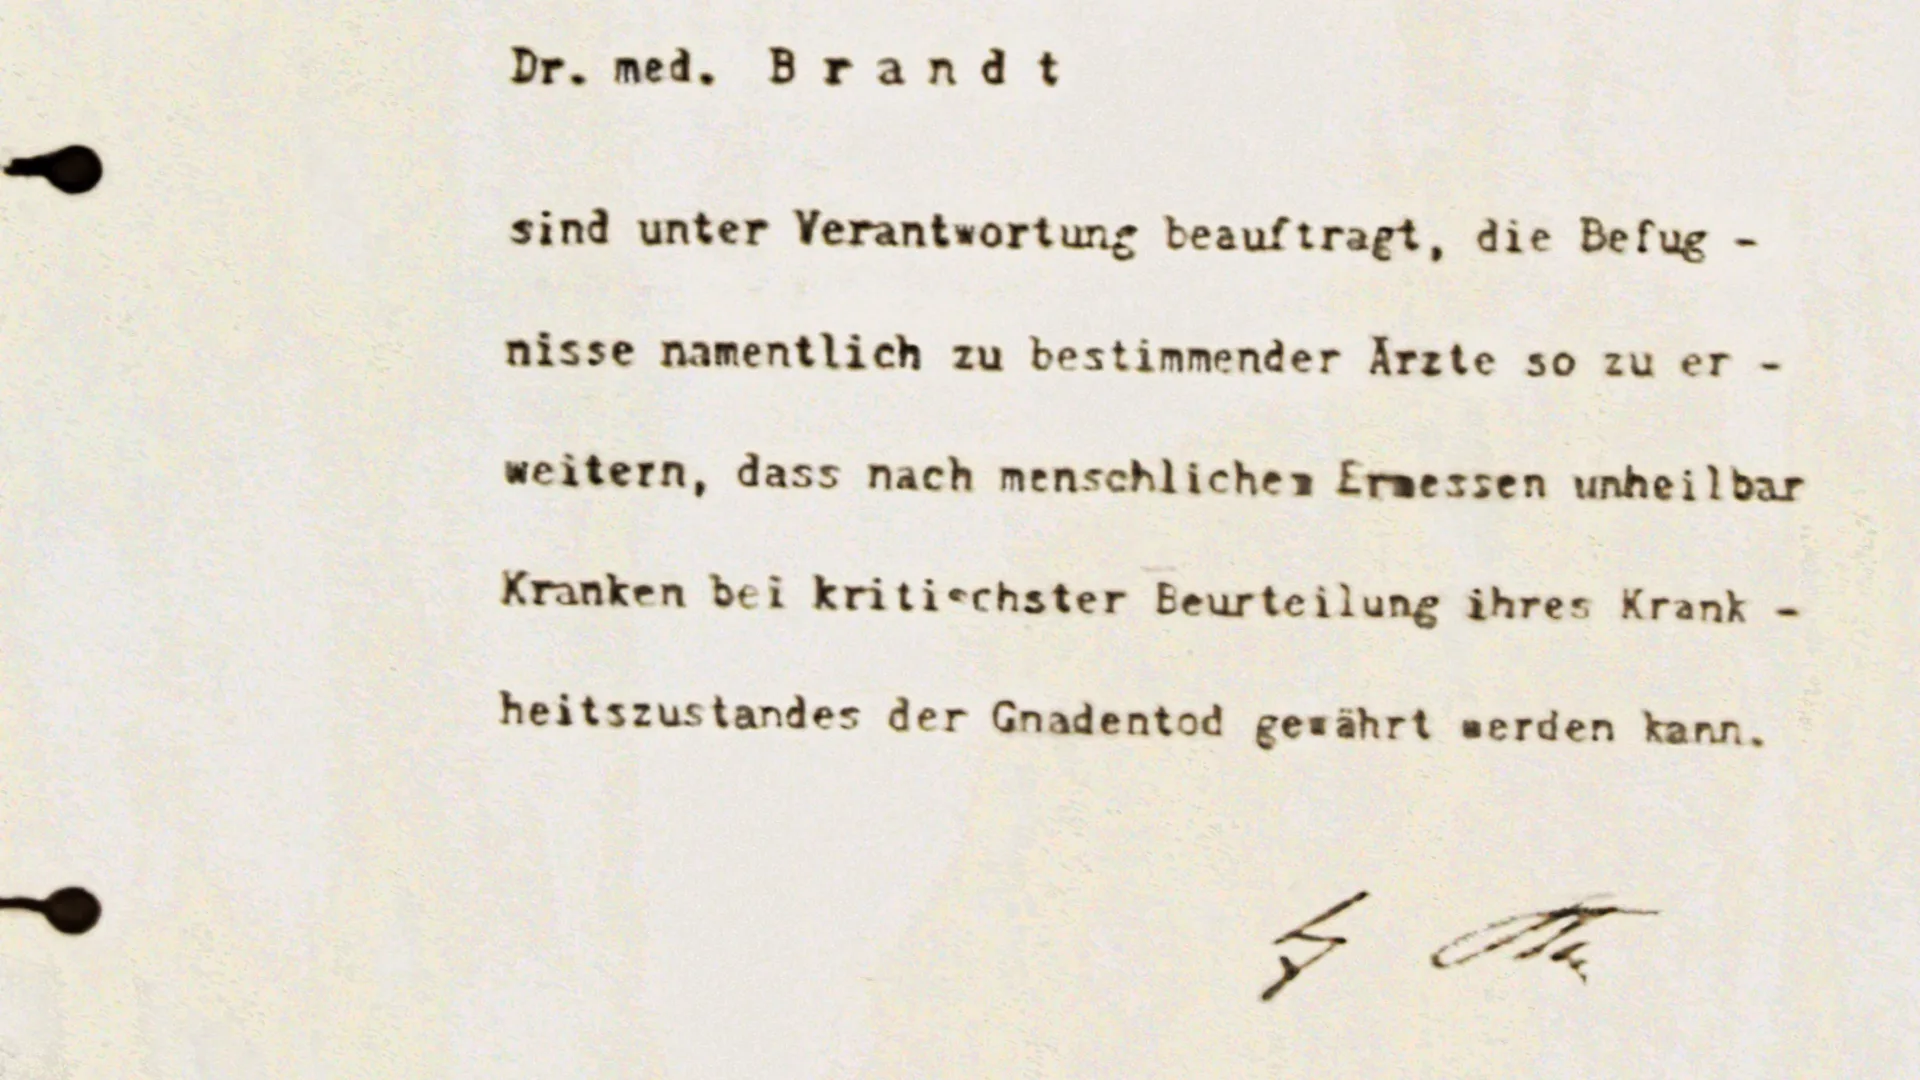 Dr. med. B r a n d t
sind unter Verantwortung beauftragt, die Befug -
nisse namentlich zu bestimmender Ärzte so zu er -
weitern, dass nach menschlichem Ermessen unheilbar
Kranken bei kritischster Beurteilung ihres Krank -
heitszustandes der Gnadentod gewährt werden kann.